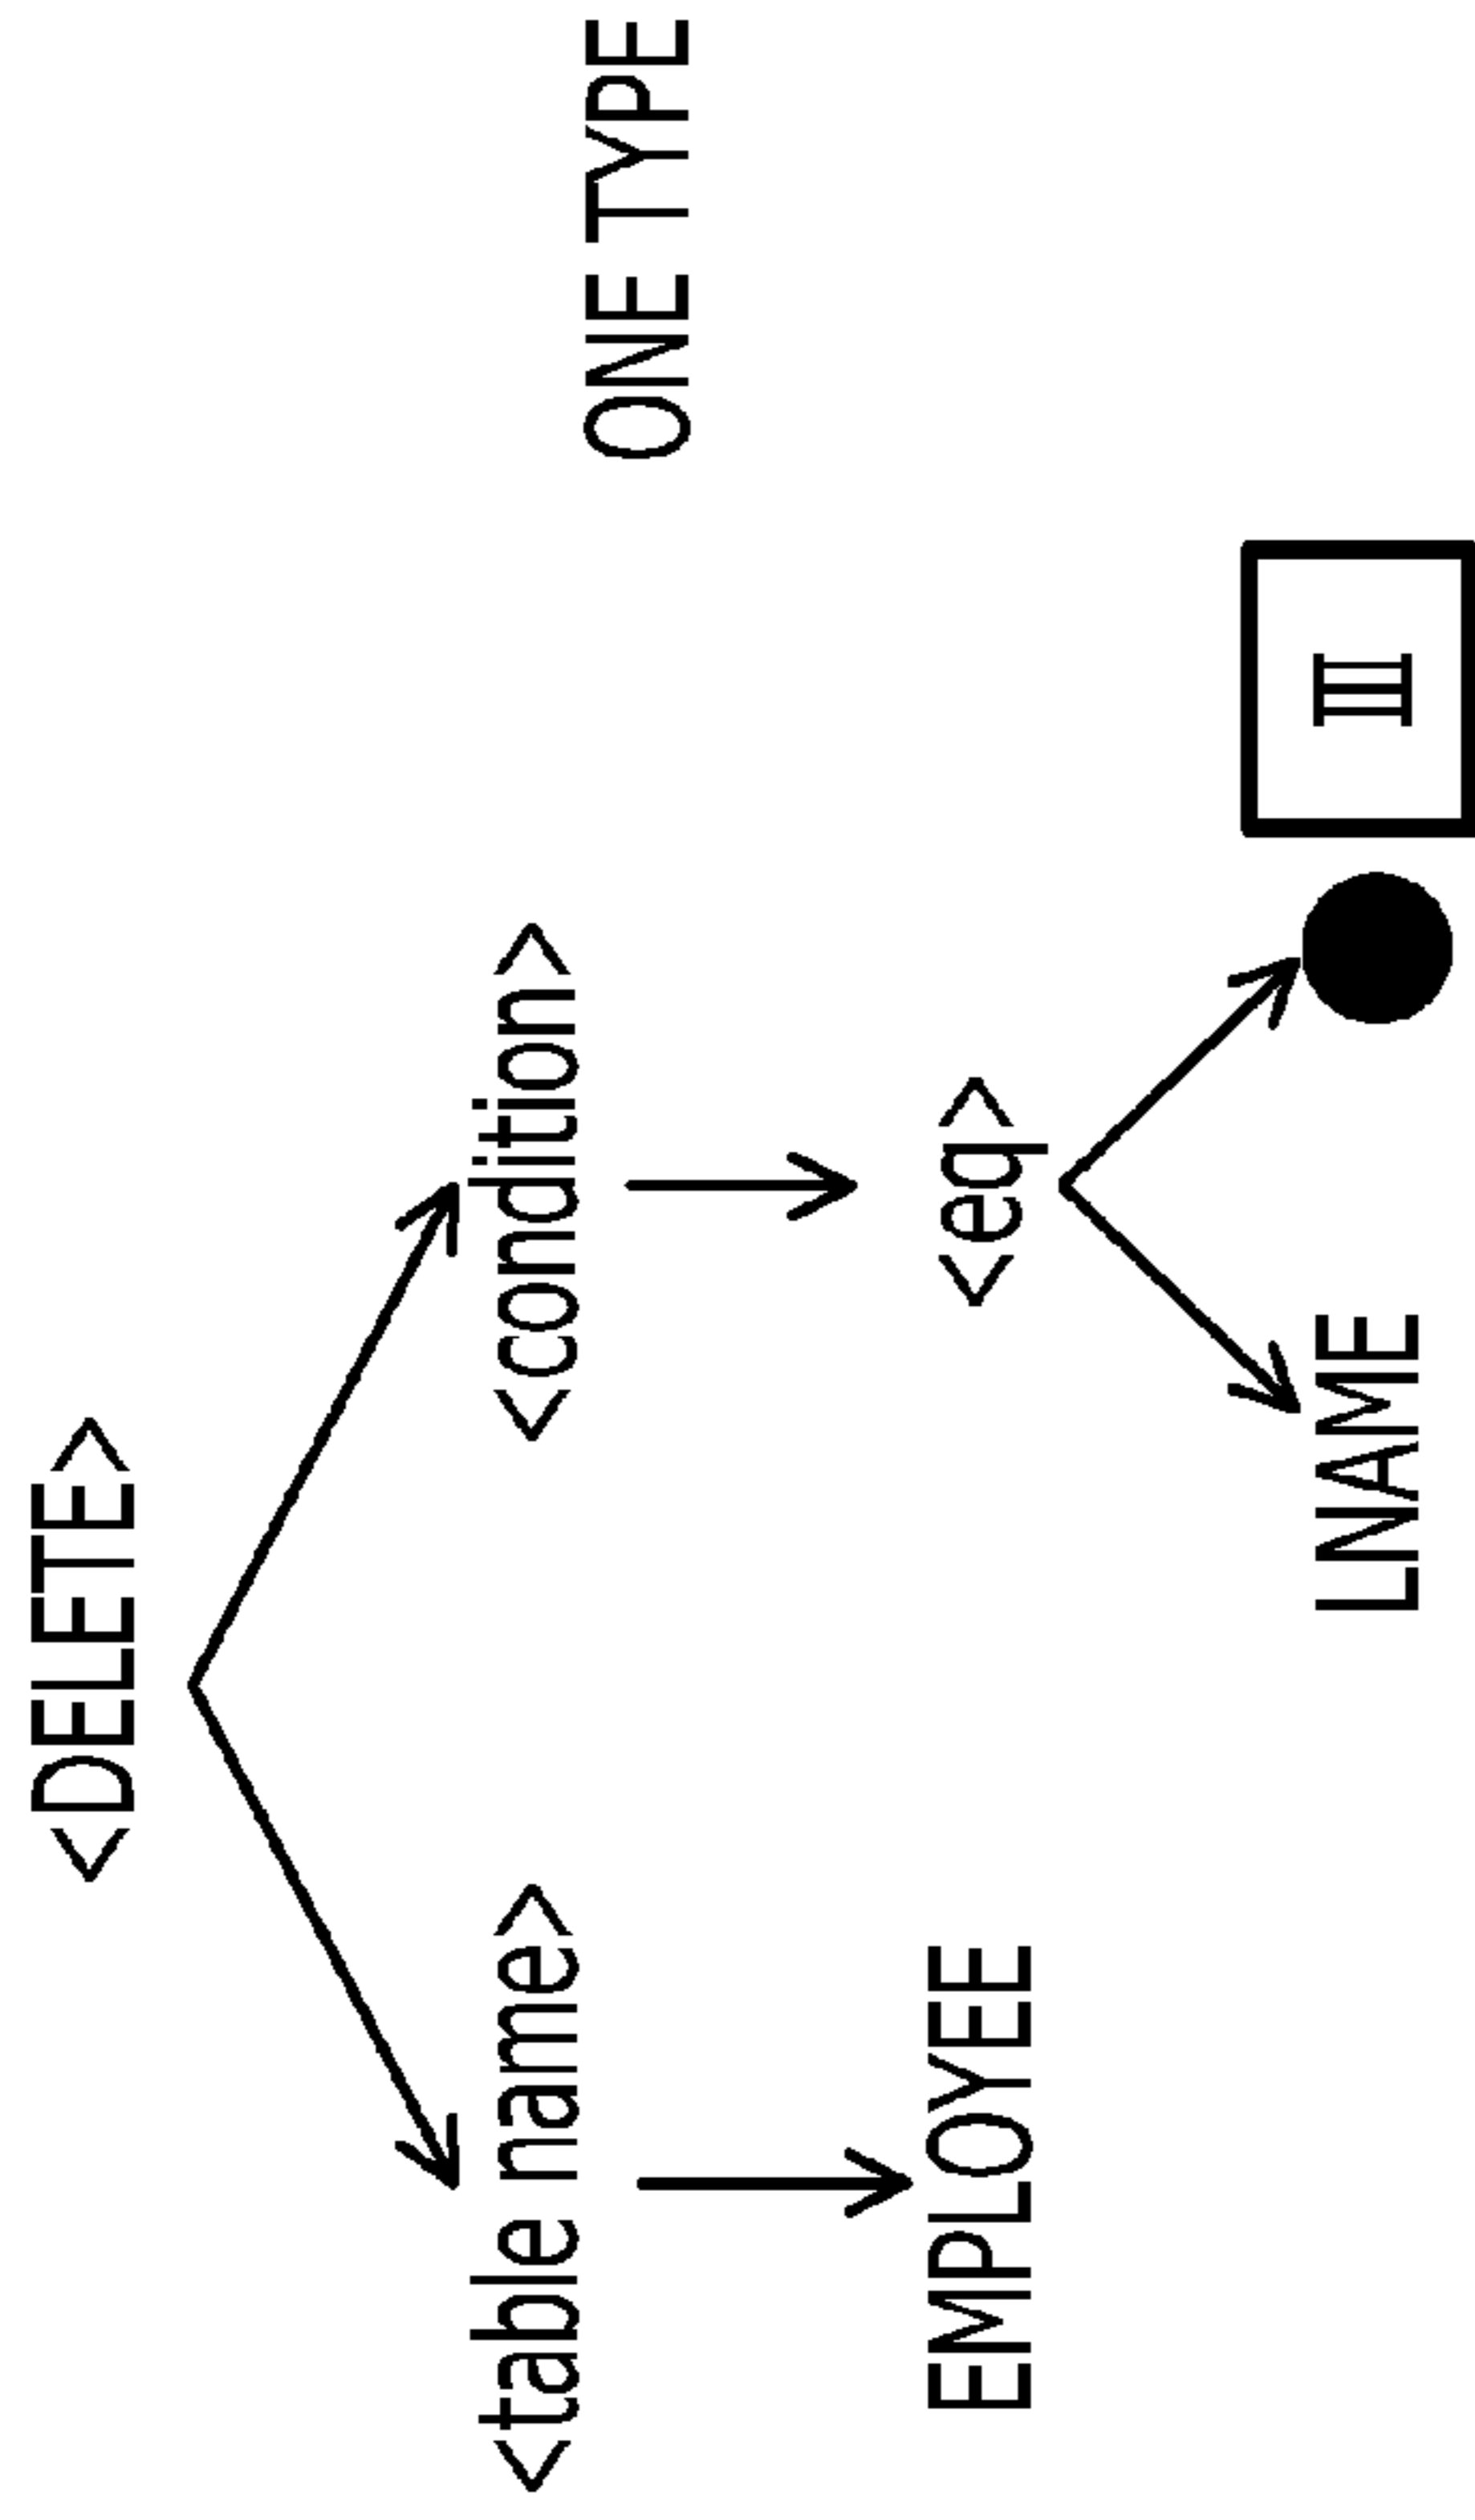 <DELETE>
<table name>
<condition>
ONE TYPE
EMPLOYEE
<eq>
LNAME
III